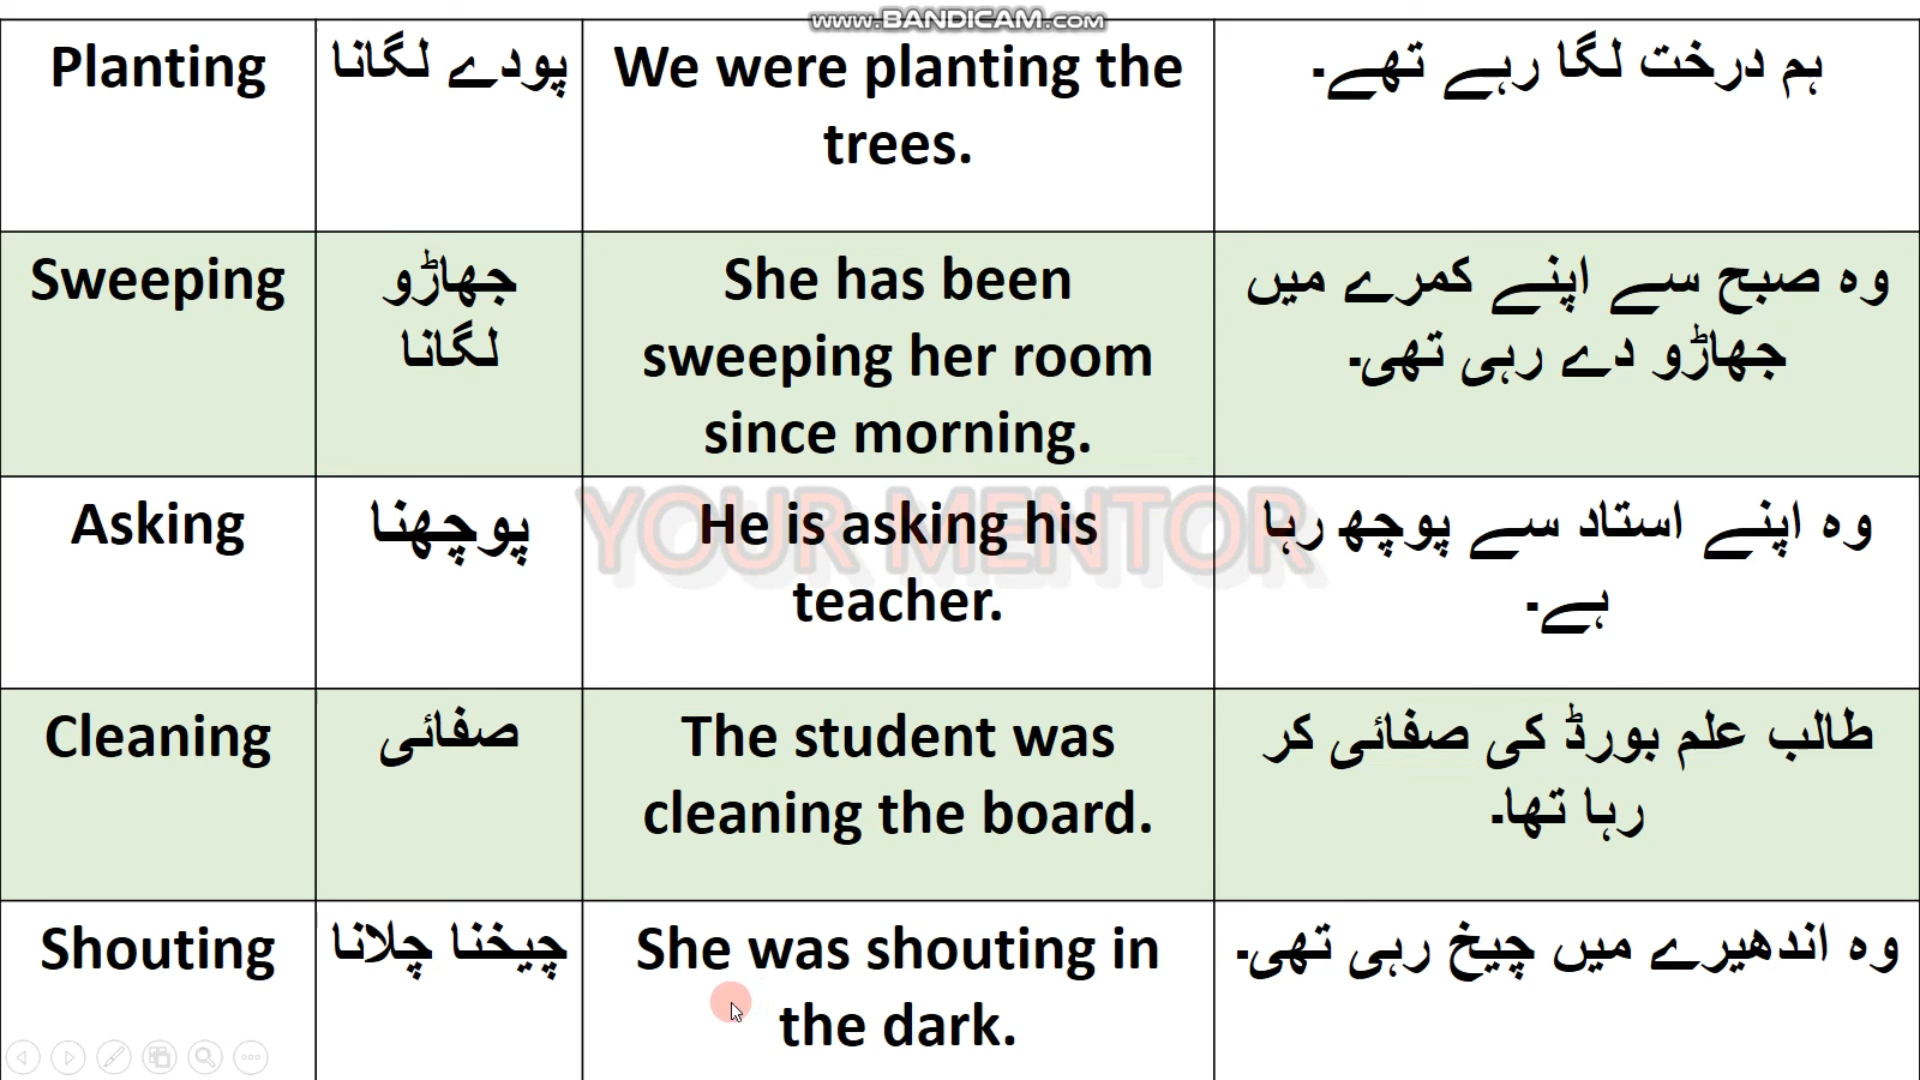 www.BANDICAM.com
Planting
پودے لگانا
We were planting the
trees.
ہم درخت لگا رہے تھے۔
Sweeping
جھاڑو
لگانا
She has been
sweeping her room
since morning.
وہ صبح سے اپنے کمرے میں
جھاڑو دے رہی تھی۔
YOUR MENTOR
Asking
پوچھنا
He is asking his
teacher.
وہ اپنے استاد سے پوچھ رہا
ہے۔
Cleaning
صفائی
The student was
cleaning the board.
طالب علم بورڈ کی صفائی کر
رہا تھا۔
Shouting
چیخنا چلانا
She was shouting in
the dark.
وہ اندھیرے میں چیخ رہی تھی۔